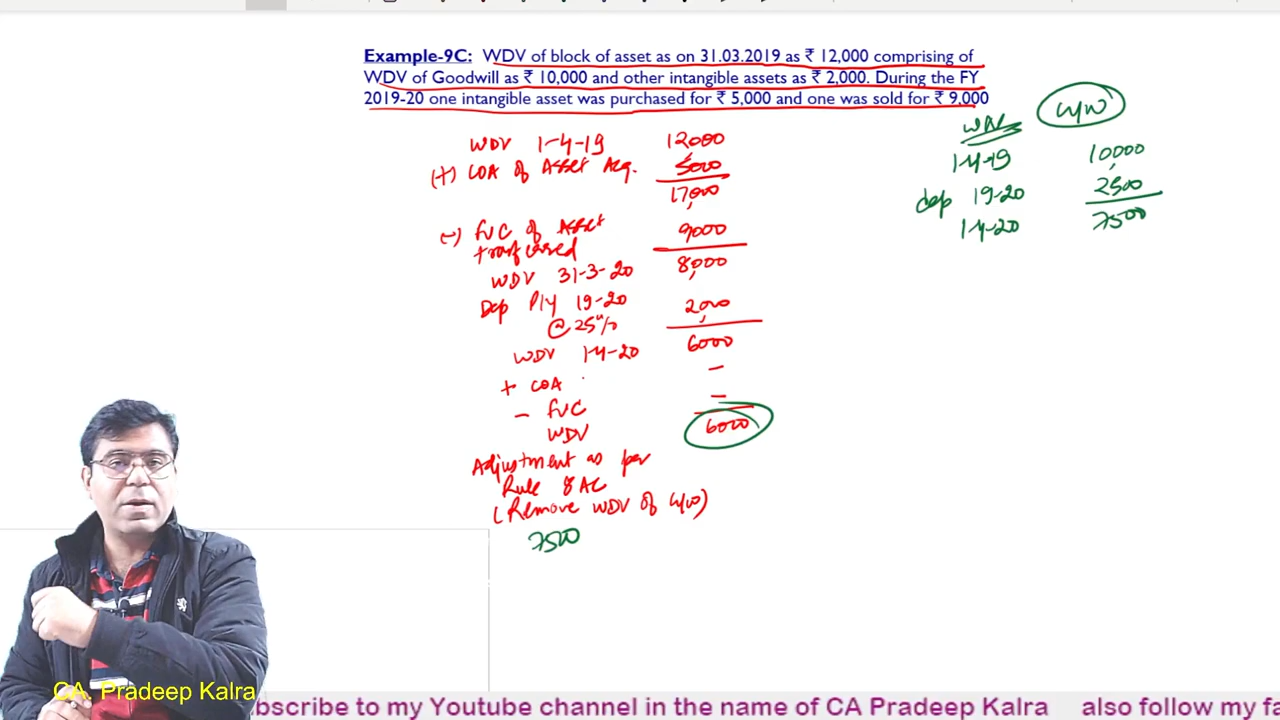 Example-9C: WDV of block of asset as on 31.03.2019 as ₹ 12,000 comprising of
WDV of Goodwill as ₹ 10,000 and other intangible assets as ₹ 2,000. During the FY
2019-20 one intangible asset was purchased for ₹ 5,000 and one was sold for ₹ 9,000
WDV 1-4-19 12000
(+) COA of Asset Acq. 5000
17,000
(-) FVC of Asset
transferred 9000
WDV 31-3-20 8,000
Dep P/Y 19-20 2,000
@ 25%
WDV 1-4-20 6000
+ COA -
- FVC -
WDV 6000
Adjustment as per
Rule 8AC
(Remove WDV of G/W)
7500
G/W
WDV
1-4-19 10000
dep 19-20 2500
1-4-20 7500
CA. Pradeep Kalra
bscribe to my Youtube channel in the name of CA Pradeep Kalra also follow my fa